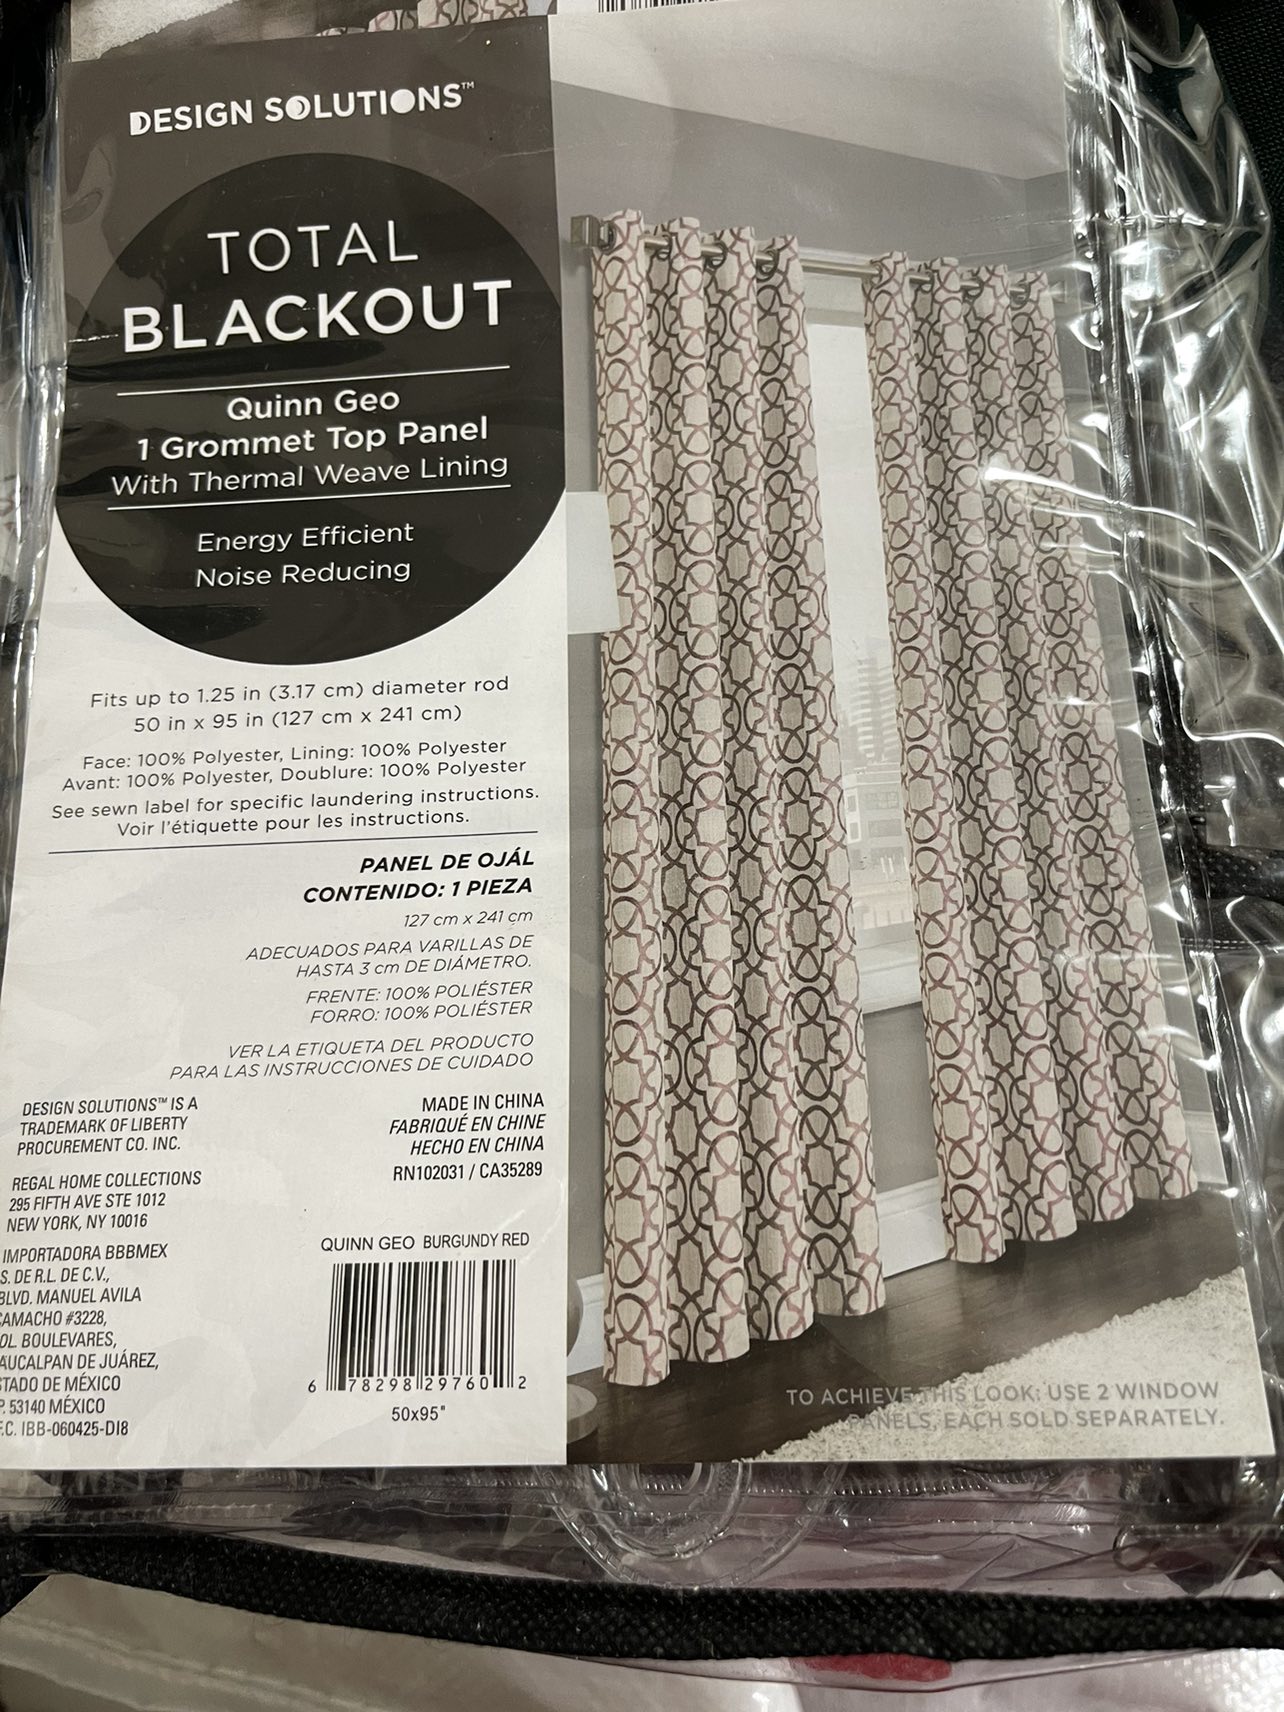 DESIGN SOLUTIONS™
TOTAL
BLACKOUT
Quinn Geo
1 Grommet Top Panel
With Thermal Weave Lining
Energy Efficient
Noise Reducing
Fits up to 1.25 in (3.17 cm) diameter rod
50 in x 95 in (127 cm x 241 cm)
Face: 100% Polyester, Lining: 100% Polyester
Avant: 100% Polyester, Doublure: 100% Polyester
See sewn label for specific laundering instructions.
Voir l'étiquette pour les instructions.
PANEL DE OJÁL
CONTENIDO: 1 PIEZA
127 cm x 241 cm
ADECUADOS PARA VARILLAS DE
HASTA 3 cm DE DIÁMETRO.
FRENTE: 100% POLIÉSTER
FORRO: 100% POLIÉSTER
VER LA ETIQUETA DEL PRODUCTO
PARA LAS INSTRUCCIONES DE CUIDADO
DESIGN SOLUTIONS™ IS A
TRADEMARK OF LIBERTY
PROCUREMENT CO. INC.
REGAL HOME COLLECTIONS
295 FIFTH AVE STE 1012
NEW YORK, NY 10016
IMPORTADORA BBBMEX
S. DE R.L. DE C.V.,
BLVD. MANUEL AVILA
CAMACHO #3228,
OL. BOULEVARES,
AUCALPAN DE JUÁREZ,
STADO DE MÉXICO
P. 53140 MÉXICO
F.C. IBB-060425-DI8
MADE IN CHINA
FABRIQUÉ EN CHINE
HECHO EN CHINA
RN102031 / CA35289
QUINN GEO BURGUNDY RED
6 78298 29760 2
50x95"
TO ACHIEVE THIS LOOK: USE 2 WINDOW
PANELS, EACH SOLD SEPARATELY.